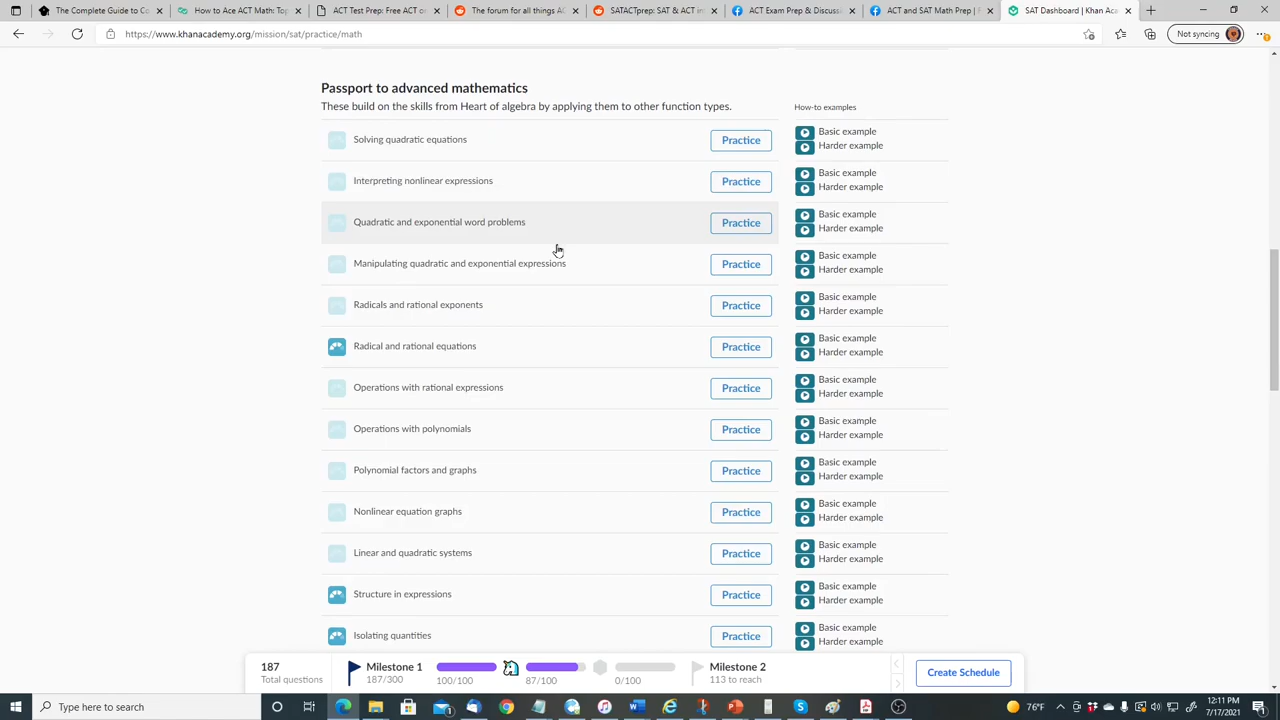 The Complete Guide to C
How to Ace ACT Math: Top
ACT Test Prep: Free ACT o
The forum for all things A
SATACTprep: SAT & ACT in
ACT Exam Prep & Discuss
ACT and SAT Math Prep | F
SAT Dashboard | Khan Ac
https://www.khanacademy.org/mission/sat/practice/math
Not syncing
Passport to advanced mathematics
These build on the skills from Heart of algebra by applying them to other function types.
How-to examples
Solving quadratic equations
Practice
Basic example
Harder example
Interpreting nonlinear expressions
Practice
Basic example
Harder example
Quadratic and exponential word problems
Practice
Basic example
Harder example
Manipulating quadratic and exponential expressions
Practice
Basic example
Harder example
Radicals and rational exponents
Practice
Basic example
Harder example
Radical and rational equations
Practice
Basic example
Harder example
Operations with rational expressions
Practice
Basic example
Harder example
Operations with polynomials
Practice
Basic example
Harder example
Polynomial factors and graphs
Practice
Basic example
Harder example
Nonlinear equation graphs
Practice
Basic example
Harder example
Linear and quadratic systems
Practice
Basic example
Harder example
Structure in expressions
Practice
Basic example
Harder example
Isolating quantities
Practice
Basic example
Harder example
187
Milestone 1
187/300
100/100
87/100
0/100
Milestone 2
113 to reach
Create Schedule
Type here to search
76°F
12:11 PM
7/17/2021